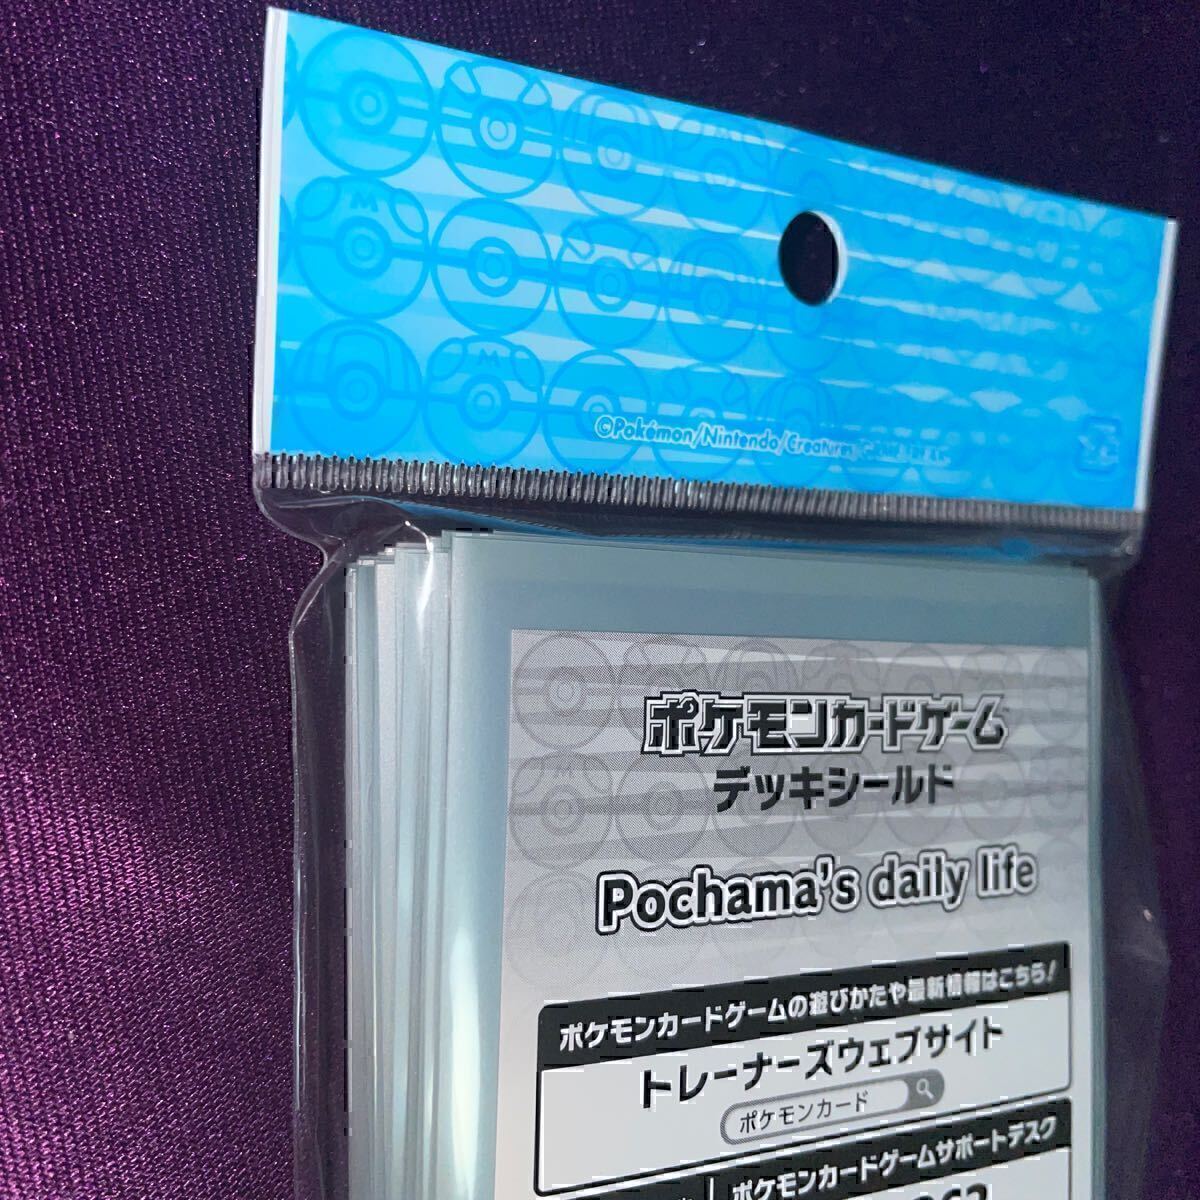 ©Pokémon/Nintendo/Creatures
ポケモンカードゲーム
デッキシールド
Pochama's daily life
ポケモンカードゲームの遊びかたや最新情報はこちら!
トレーナーズウェブサイト
ポケモンカード
ポケモンカードゲームサポートデスク